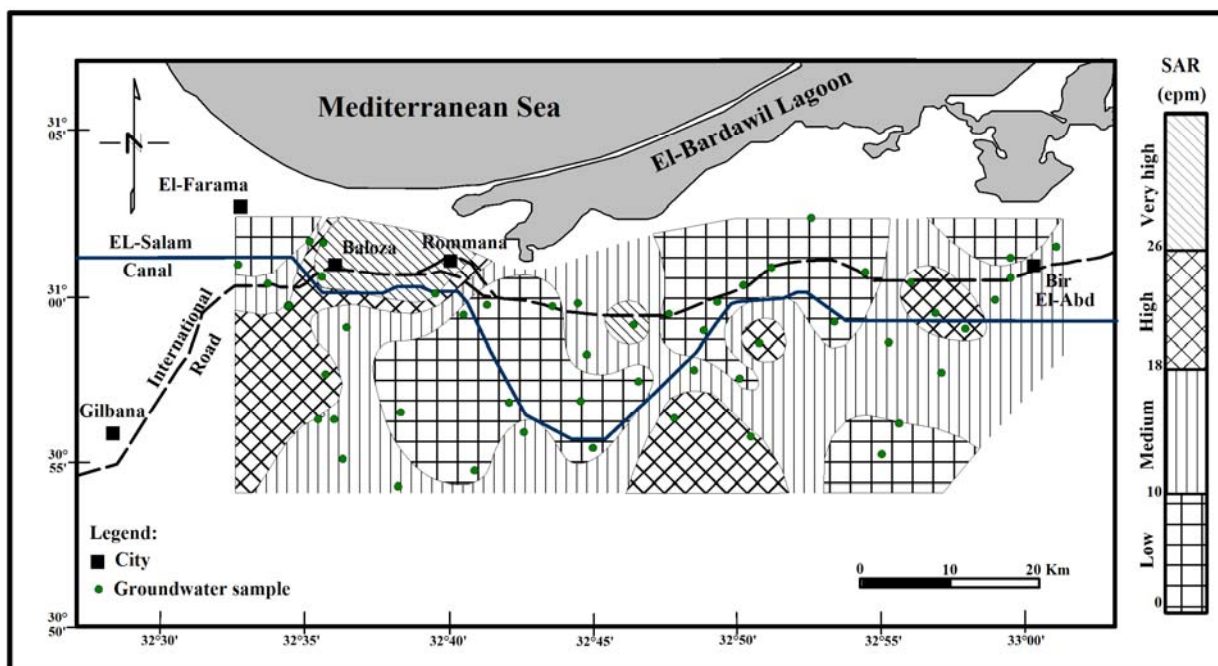 Mediterranean Sea
El-Bardawil Lagoon
SAR
(epm)
31°
05'
N
El-Farama
Very high
EL-Salam
Canal
Baloza
Rommana
26
Bir
El-Abd
31°
00'
High
International
Road
18
Gilbana
Medium
30°
55'
10
Legend:
City
Groundwater sample
Low
0
0 10 20 Km
30°
50'
32°30' 32°35' 32°40' 32°45' 32°50' 32°55' 33°00'